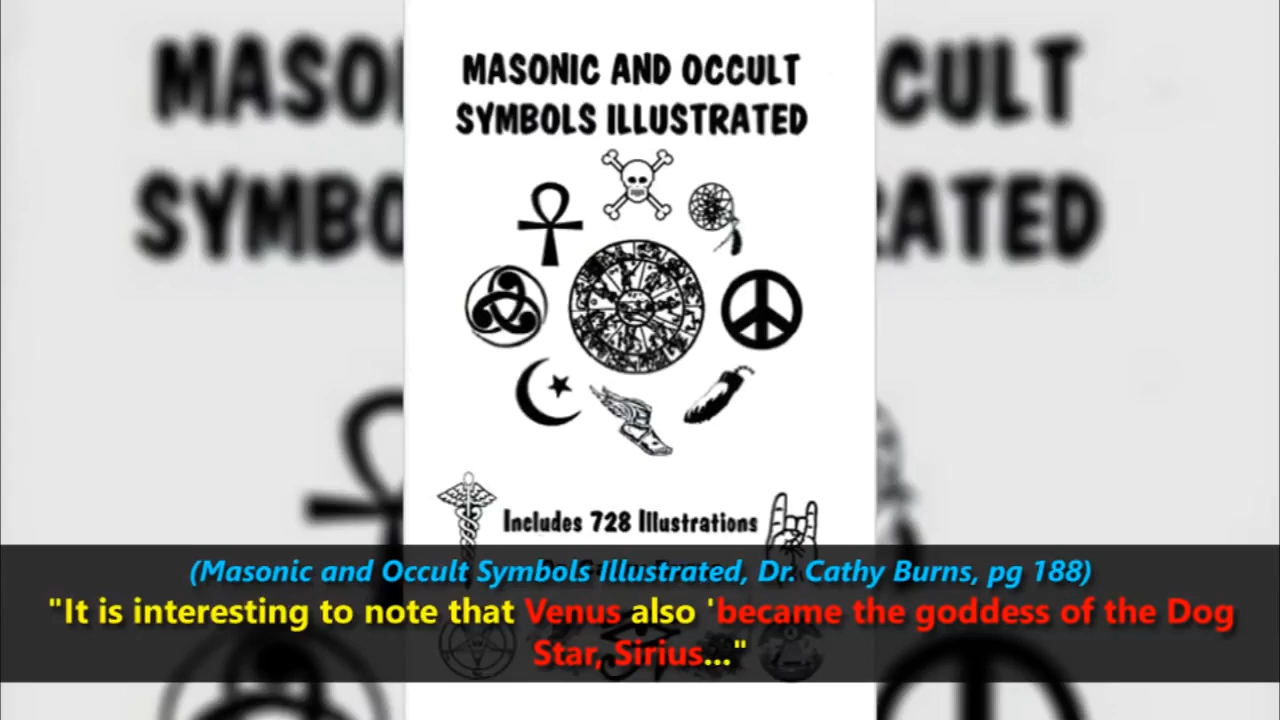 MASONIC AND OCCULT
SYMBOLS ILLUSTRATED
Includes 728 Illustrations
(Masonic and Occult Symbols Illustrated, Dr. Cathy Burns, pg 188)
"It is interesting to note that Venus also 'became the goddess of the Dog
Star, Sirius..."